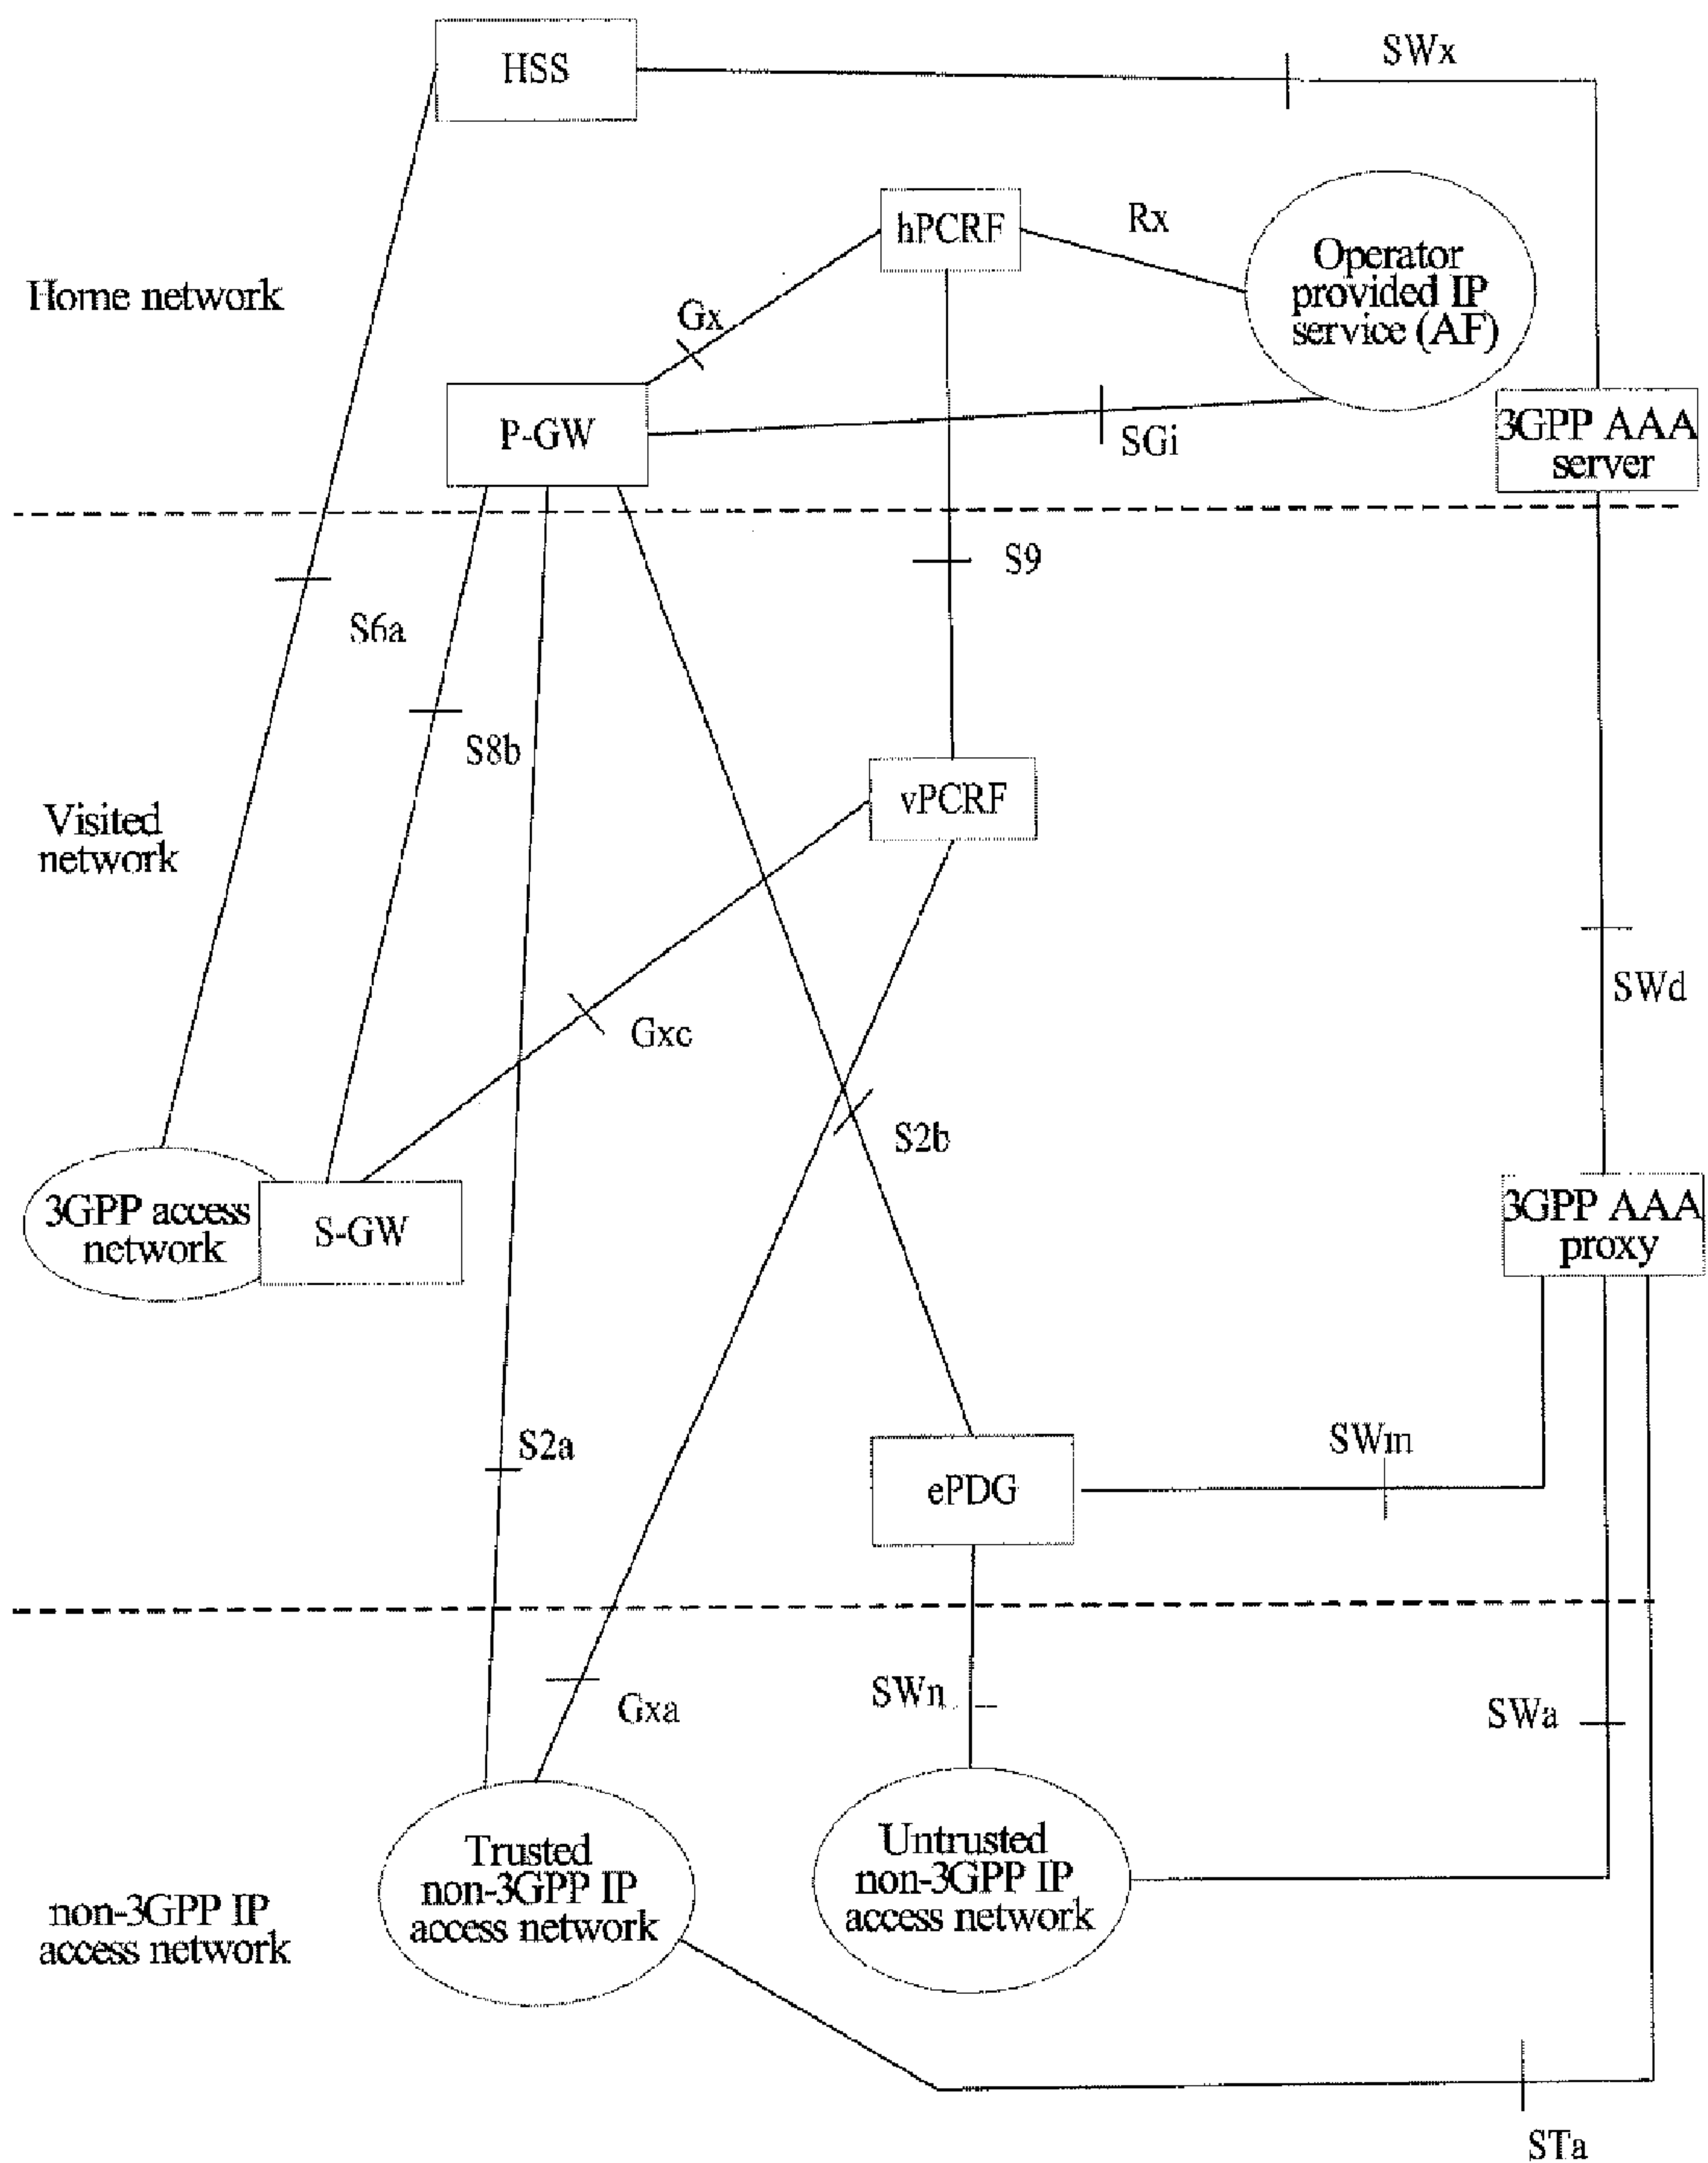 HSS
SWx
hPCRF
Rx
Operator
provided IP
service (AF)
Home network
Gx
P-GW
SGi
3GPP AAA
server
S9
S6a
S8b
vPCRF
Visited
network
SWd
Gxc
S2b
3GPP access
network
S-GW
3GPP AAA
proxy
S2a
SWm
ePDG
SWn
Gxa
SWa
Trusted
non-3GPP IP
access network
Untrusted
non-3GPP IP
access network
non-3GPP IP
access network
STa